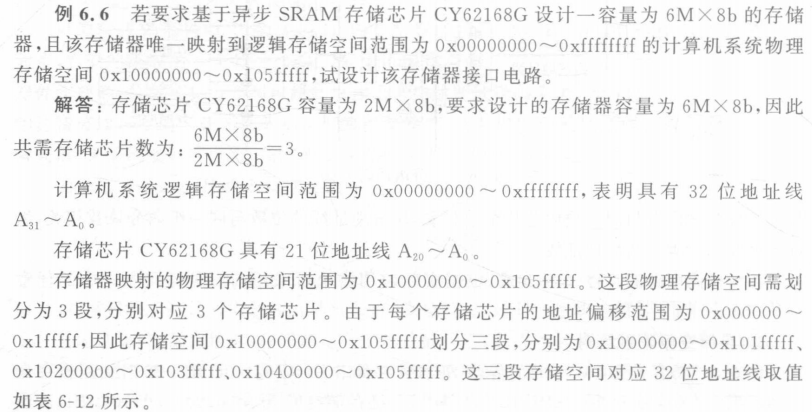 例 6.6 若要求基于异步 SRAM 存储芯片 CY62168G 设计一容量为 6M×8b 的存储
器,且该存储器唯一映射到逻辑存储空间范围为 0x00000000～0xffffffff 的计算机系统物理
存储空间 0x10000000～0x105fffff,试设计该存储器接口电路。
解答: 存储芯片 CY62168G 容量为 2M×8b,要求设计的存储器容量为 6M×8b,因此
共需存储芯片数为: 6M×8b/2M×8b=3。
计算机系统逻辑存储空间范围为 0x00000000～0xffffffff,表明具有 32 位地址线
A₃₁～A₀。
存储芯片 CY62168G 具有 21 位地址线 A₂₀～A₀。
存储器映射的物理存储空间范围为 0x10000000～0x105fffff。这段物理存储空间需划
分为 3 段,分别对应 3 个存储芯片。由于每个存储芯片的地址偏移范围为 0x000000～
0x1fffff,因此存储空间 0x10000000～0x105fffff 划分三段,分别为 0x10000000～0x101fffff、
0x10200000～0x103fffff、0x10400000～0x105fffff。这三段存储空间对应 32 位地址线取值
如表 6-12 所示。